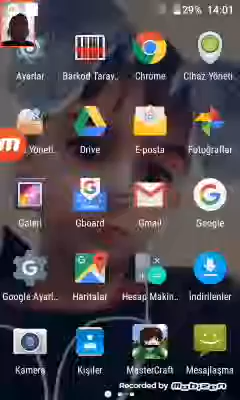 29% 14:01
Ayarlar Barkod Taray.. Chrome Cihaz Yöneti
Yöneti.. Drive E-posta Fotoğraflar
Galeri Gboard Gmail Google
Google Ayarl.. Haritalar Hesap Makin.. İndirilenler
Kamera Kişiler MasterCraft Mesajlaşma
Recorded by Mobizen